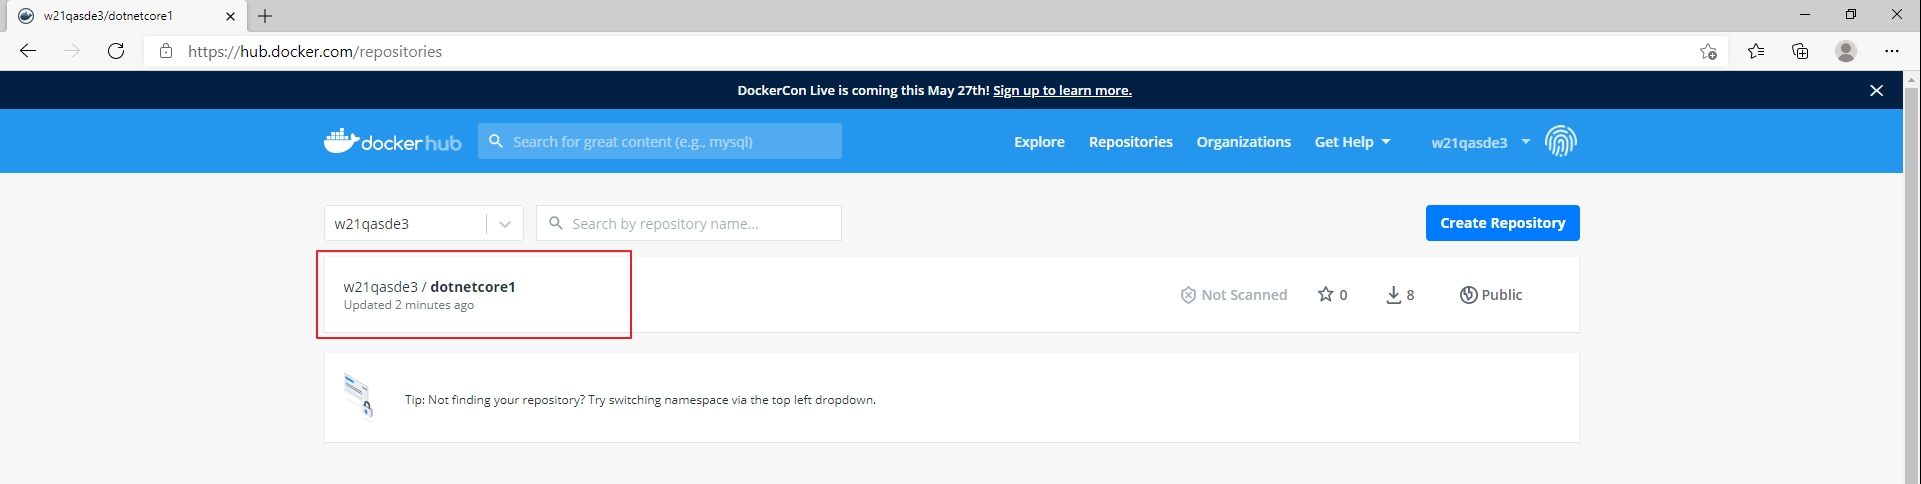 w21qasde3/dotnetcore1
https://hub.docker.com/repositories
DockerCon Live is coming this May 27th! Sign up to learn more.
dockerhub
Search for great content (e.g., mysql)
Explore Repositories Organizations Get Help w21qasde3
w21qasde3
Search by repository name...
Create Repository
w21qasde3 / dotnetcore1
Updated 2 minutes ago
Not Scanned 0 8 Public
Tip: Not finding your repository? Try switching namespace via the top left dropdown.